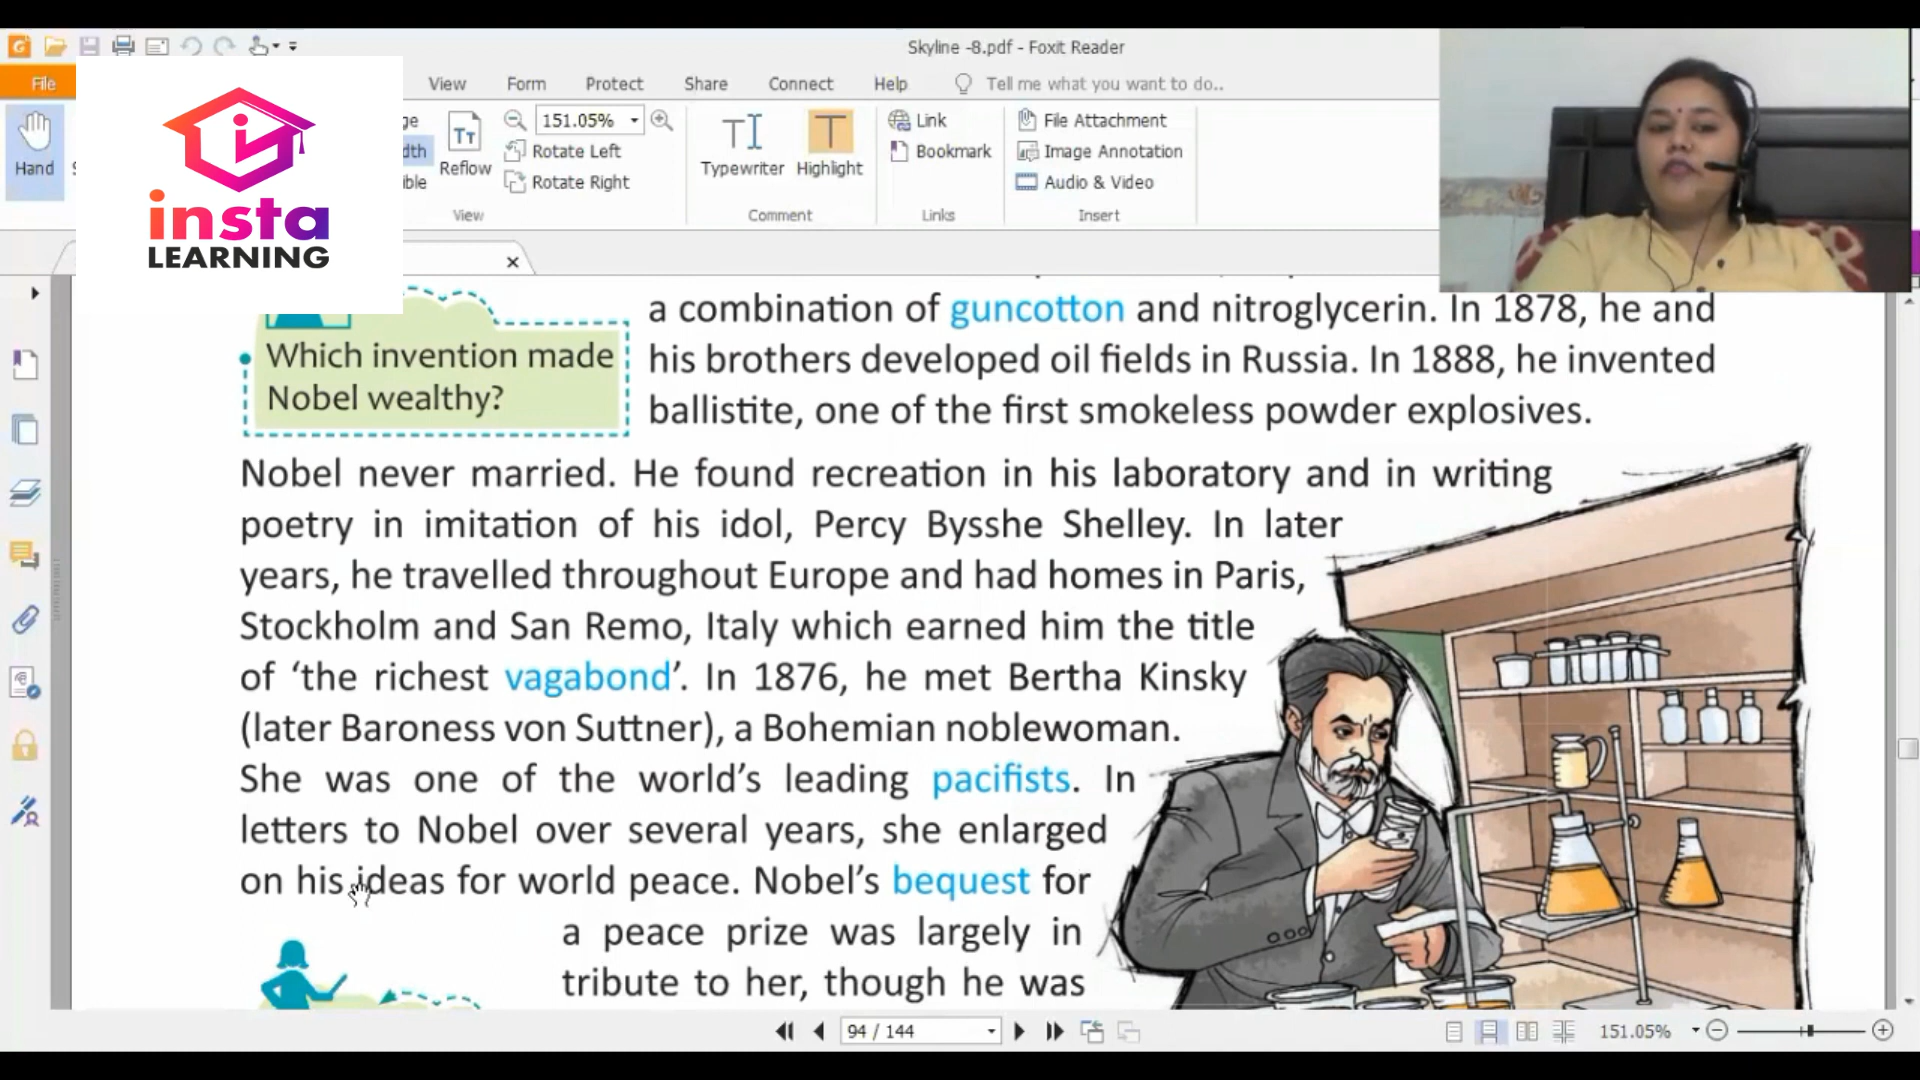 Skyline -8.pdf - Foxit Reader
File
View
Form
Protect
Share
Connect
Help
Tell me what you want to do..
Hand
Reflow
151.05%
Rotate Left
Rotate Right
View
Typewriter
Highlight
Comment
Link
Bookmark
Links
File Attachment
Image Annotation
Audio & Video
Insert
insta
LEARNING
Which invention made
Nobel wealthy?
a combination of guncotton and nitroglycerin. In 1878, he and
his brothers developed oil fields in Russia. In 1888, he invented
ballistite, one of the first smokeless powder explosives.
Nobel never married. He found recreation in his laboratory and in writing
poetry in imitation of his idol, Percy Bysshe Shelley. In later
years, he travelled throughout Europe and had homes in Paris,
Stockholm and San Remo, Italy which earned him the title
of ‘the richest vagabond’. In 1876, he met Bertha Kinsky
(later Baroness von Suttner), a Bohemian noblewoman.
She was one of the world’s leading pacifists. In
letters to Nobel over several years, she enlarged
on his ideas for world peace. Nobel’s bequest for
a peace prize was largely in
tribute to her, though he was
94 / 144
151.05%